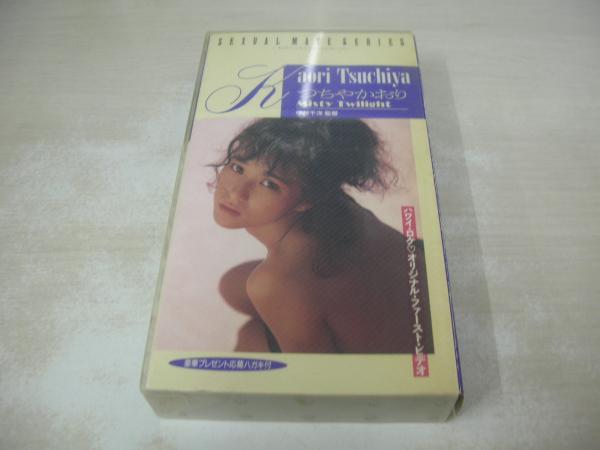 SEXUAL MATE SERIES
Kaori Tsuchiya
つちやかおり
Misty Twilight
ハワイ・ロケ♡オリジナル・ファースト・ビデオ
豪華プレゼント応募ハガキ付